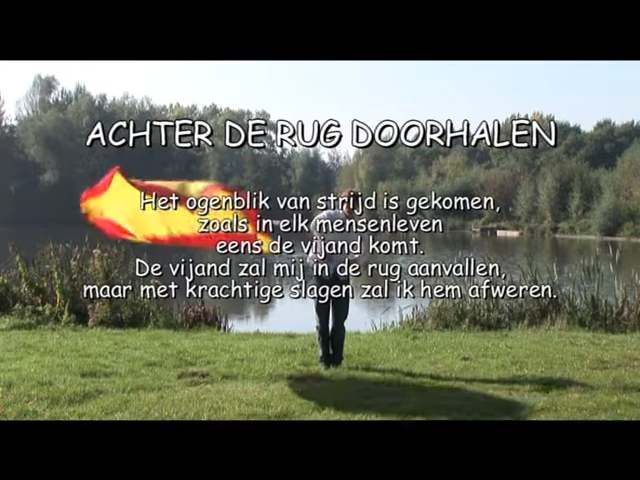 ACHTER DE RUG DOORHALEN
Het ogenblik van strijd is gekomen,
zoals in elk mensenleven
eens de vijand komt.
De vijand zal mij in de rug aanvallen,
maar met krachtige slagen zal ik hem afweren.